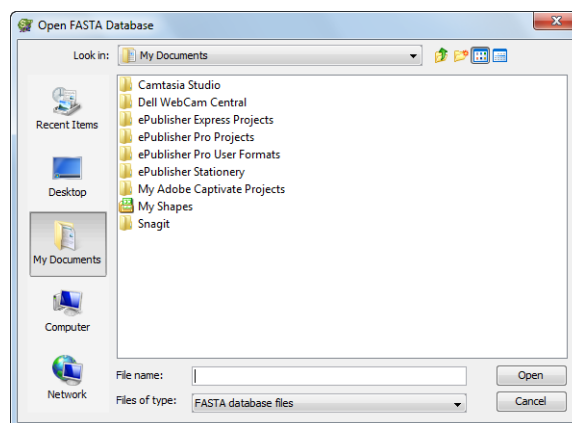 Open FASTA Database
Look in: My Documents
Recent Items
Desktop
My Documents
Computer
Network
Camtasia Studio
Dell WebCam Central
ePublisher Express Projects
ePublisher Pro Projects
ePublisher Pro User Formats
ePublisher Stationery
My Adobe Captivate Projects
My Shapes
Snagit
File name: Open
Files of type: FASTA database files Cancel